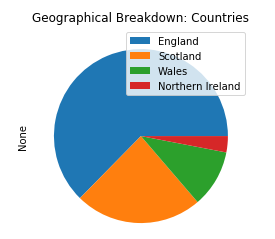 Geographical Breakdown: Countries
England
Scotland
Wales
Northern Ireland
None